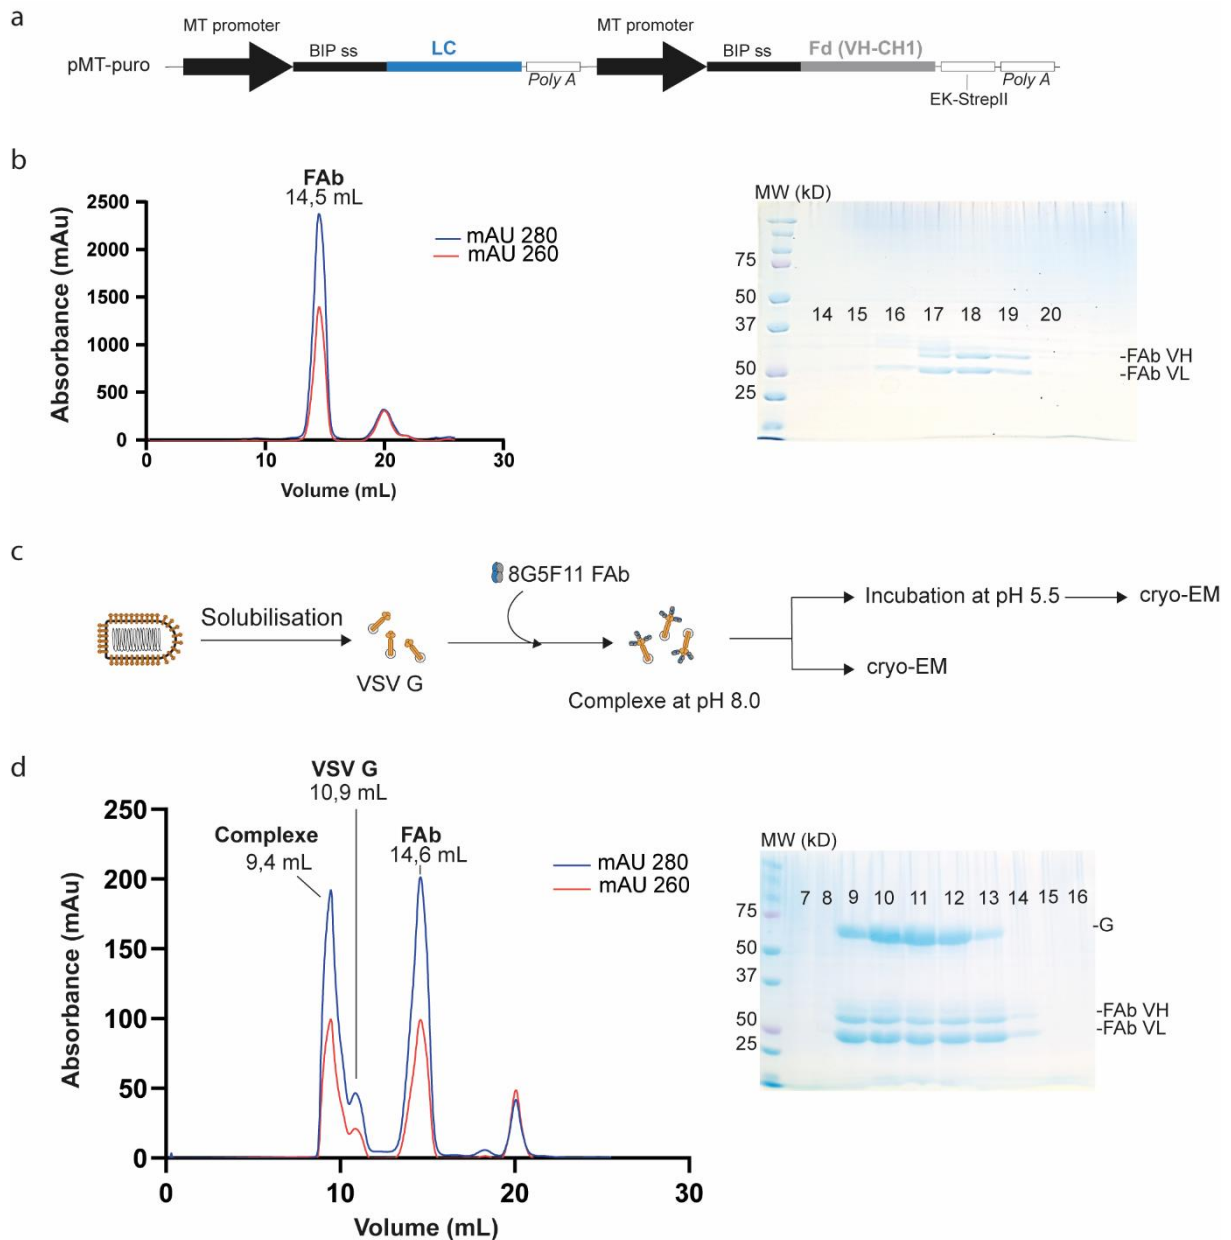 a
MT promoter
MT promoter
pMT-puro
BIP ss
LC
Poly A
BIP ss
Fd (VH-CH1)
Poly A
EK-StrepII
b
FAb
14,5 mL
mAU 280
mAU 260
Absorbance (mAu)
2500
2000
1500
1000
500
0
0
10
20
30
Volume (mL)
MW (kD)
75
50
37
50
25
14 15 16 17 18 19 20
-FAb VH
-FAb VL
c
Solubilisation
VSV G
8G5F11 FAb
Complexe at pH 8.0
Incubation at pH 5.5
cryo-EM
cryo-EM
d
VSV G
10,9 mL
Complexe
9,4 mL
FAb
14,6 mL
mAU 280
mAU 260
Absorbance (mAu)
250
200
150
100
50
0
0
10
20
30
Volume (mL)
MW (kD)
75
50
37
50
25
7 8 9 10 11 12 13 14 15 16
-G
-FAb VH
-FAb VL